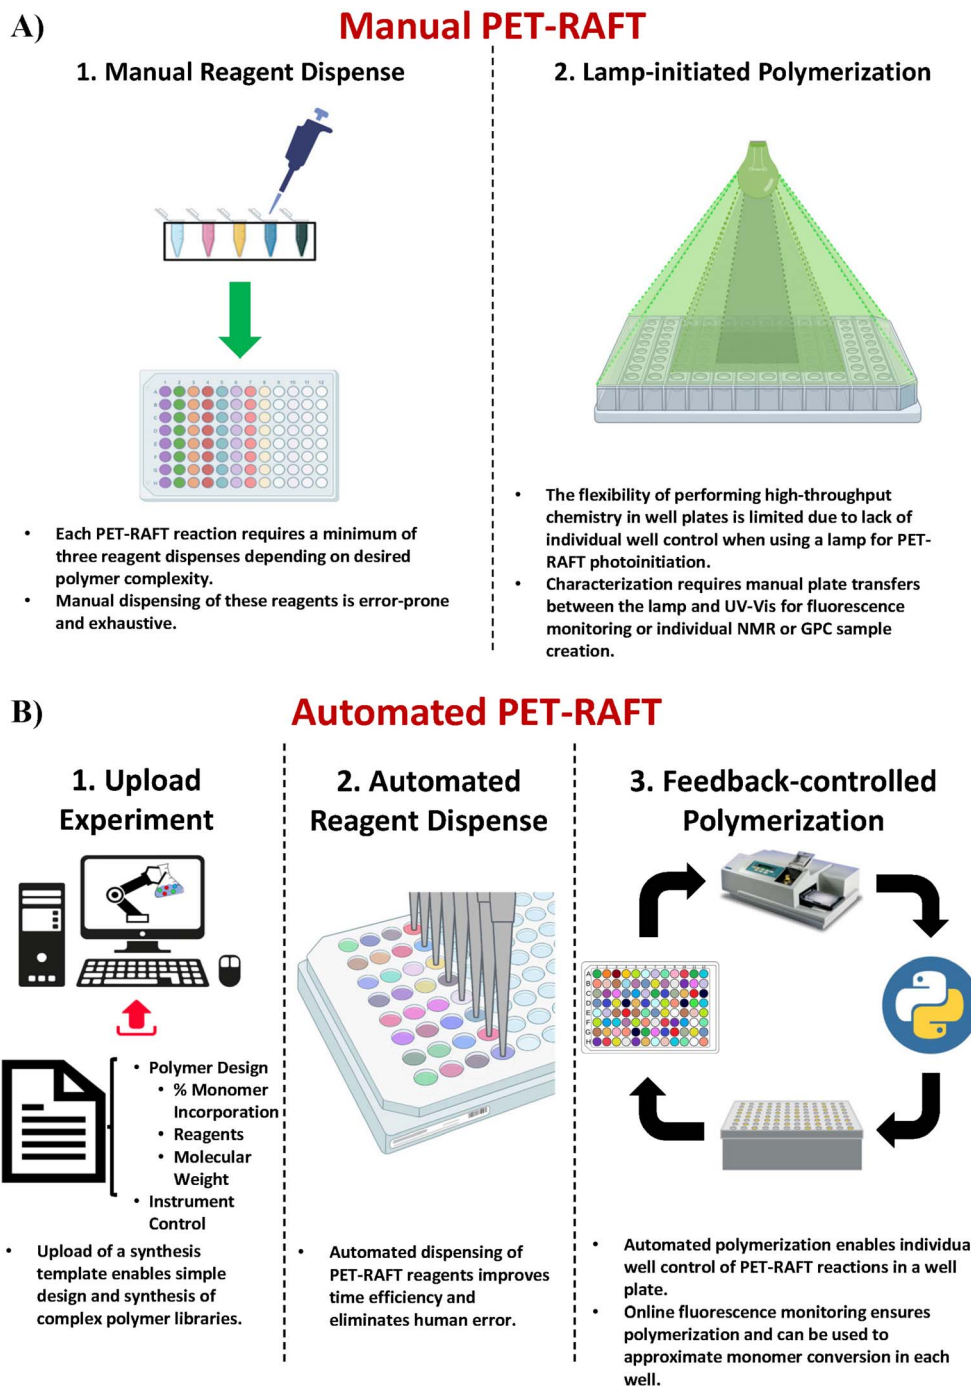 A)
Manual PET-RAFT
1. Manual Reagent Dispense
• Each PET-RAFT reaction requires a minimum of
three reagent dispenses depending on desired
polymer complexity.
• Manual dispensing of these reagents is error-prone
and exhaustive.
2. Lamp-initiated Polymerization
• The flexibility of performing high-throughput
chemistry in well plates is limited due to lack of
individual well control when using a lamp for PET-
RAFT photoinitiation.
• Characterization requires manual plate transfers
between the lamp and UV-Vis for fluorescence
monitoring or individual NMR or GPC sample
creation.
B)
Automated PET-RAFT
1. Upload
Experiment
• Polymer Design
• % Monomer
Incorporation
• Reagents
• Molecular
Weight
• Instrument
Control
• Upload of a synthesis
template enables simple
design and synthesis of
complex polymer libraries.
2. Automated
Reagent Dispense
• Automated dispensing of
PET-RAFT reagents improves
time efficiency and
eliminates human error.
3. Feedback-controlled
Polymerization
• Automated polymerization enables individua
well control of PET-RAFT reactions in a well
plate.
• Online fluorescence monitoring ensures
polymerization and can be used to
approximate monomer conversion in each
well.